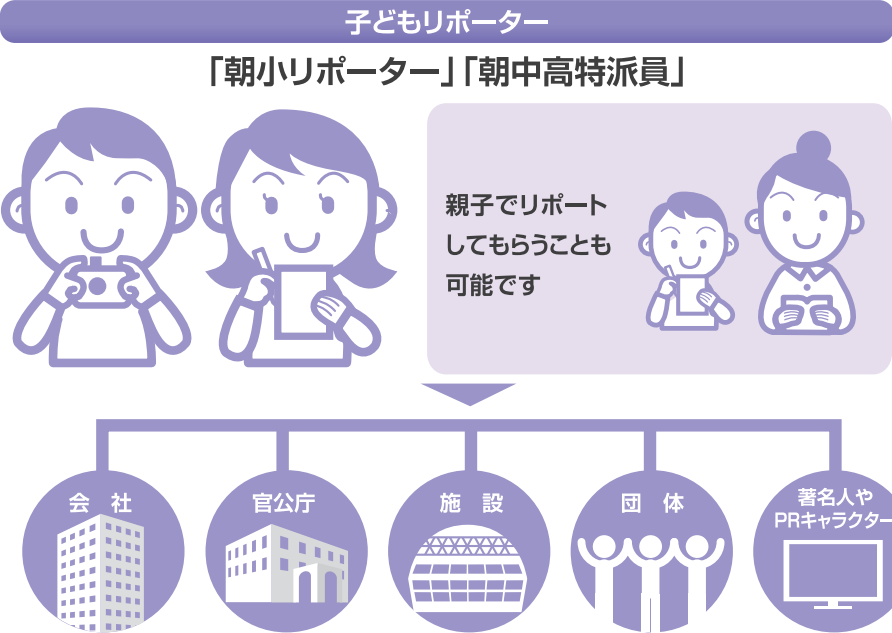 子どもリポーター
「朝小リポーター」「朝中高特派員」
親子でリポート
してもらうことも
可能です
会　社
官公庁
施　設
団　体
著名人や
PRキャラクター